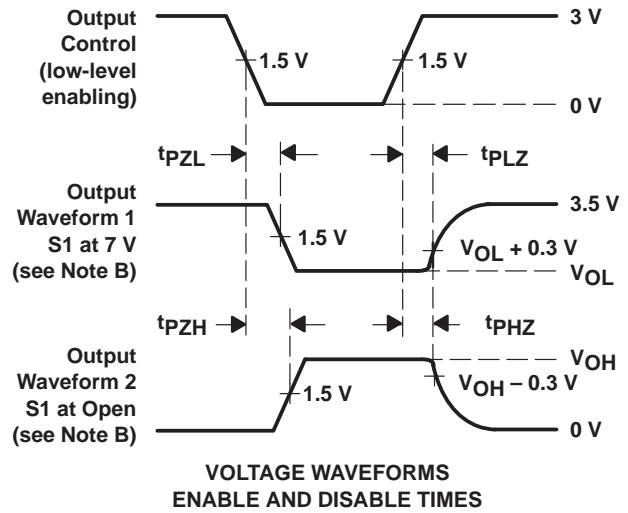 Output
Control
(low-level
enabling)
3 V
1.5 V
1.5 V
0 V
tPZL
tPLZ
Output
Waveform 1
S1 at 7 V
(see Note B)
3.5 V
1.5 V
VOL + 0.3 V
VOL
tPZH
tPHZ
Output
Waveform 2
S1 at Open
(see Note B)
VOH
1.5 V
VOH – 0.3 V
0 V
VOLTAGE WAVEFORMS
ENABLE AND DISABLE TIMES